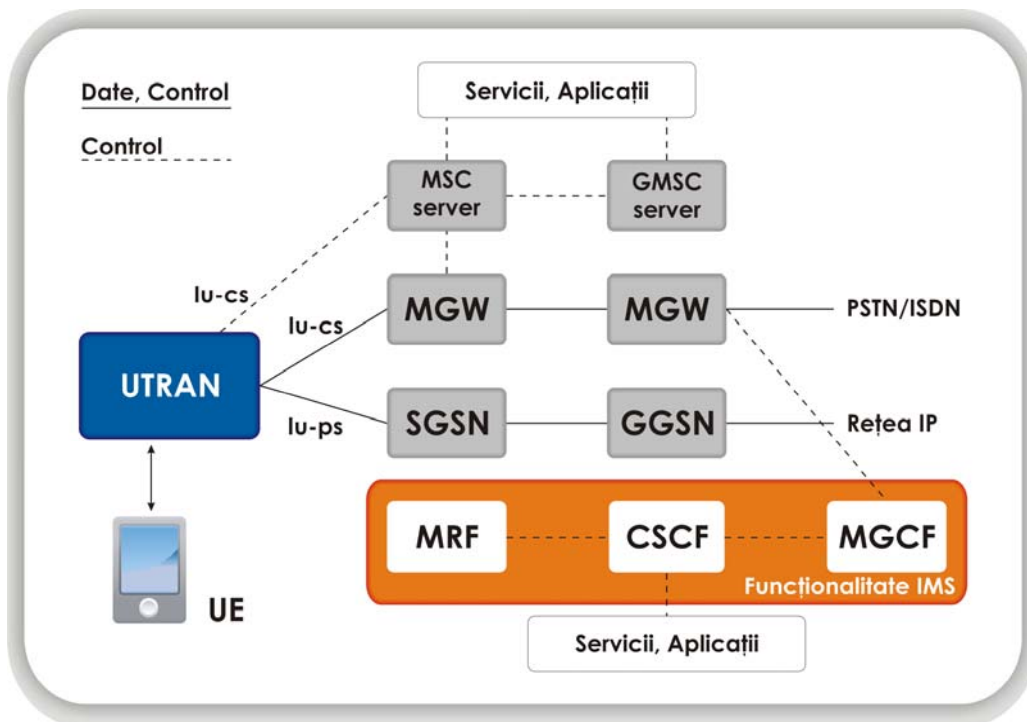 Date, Control
Control
Servicii, Aplicații
MSC
server
GMSC
server
Iu-cs
Iu-cs
MGW
MGW
PSTN/ISDN
UTRAN
Iu-ps
SGSN
GGSN
Rețea IP
MRF
CSCF
MGCF
Funcționalitate IMS
UE
Servicii, Aplicații